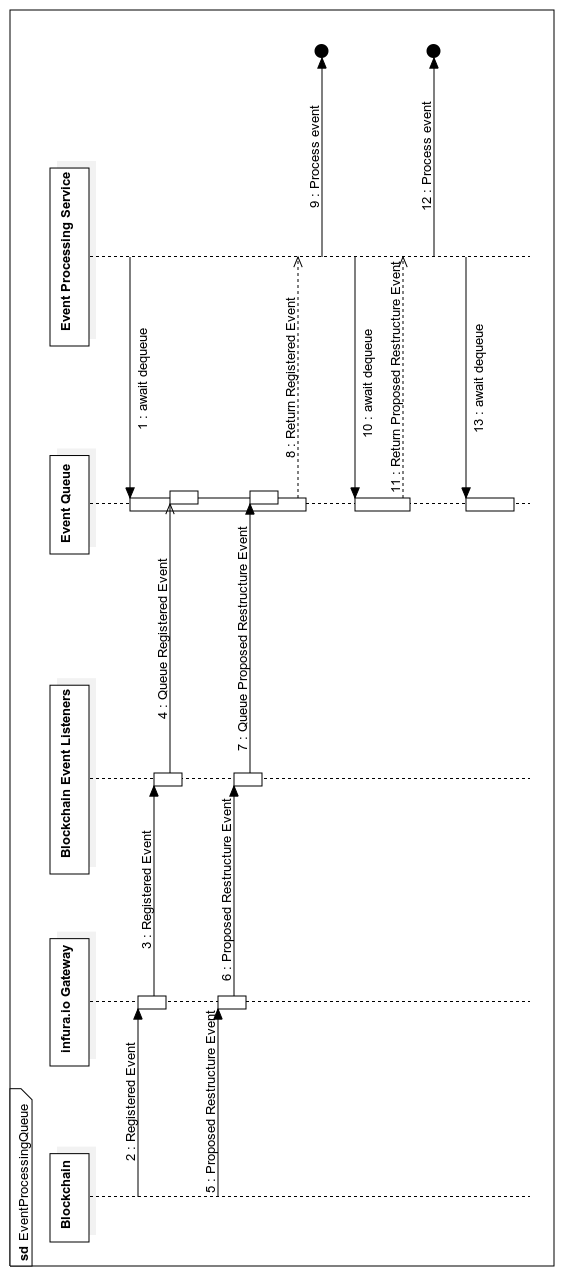 sd EventProcessingQueue
Blockchain
infura.io Gateway
Blockchain Event Listeners
Event Queue
Event Processing Service
1 : await dequeue
2 : Registered Event
3 : Registered Event
4 : Queue Registered Event
5 : Proposed Restructure Event
6 : Proposed Restructure Event
7 : Queue Proposed Restructure Event
8 : Return Registered Event
9 : Process event
10 : await dequeue
11 : Return Proposed Restructure Event
12 : Process event
13 : await dequeue